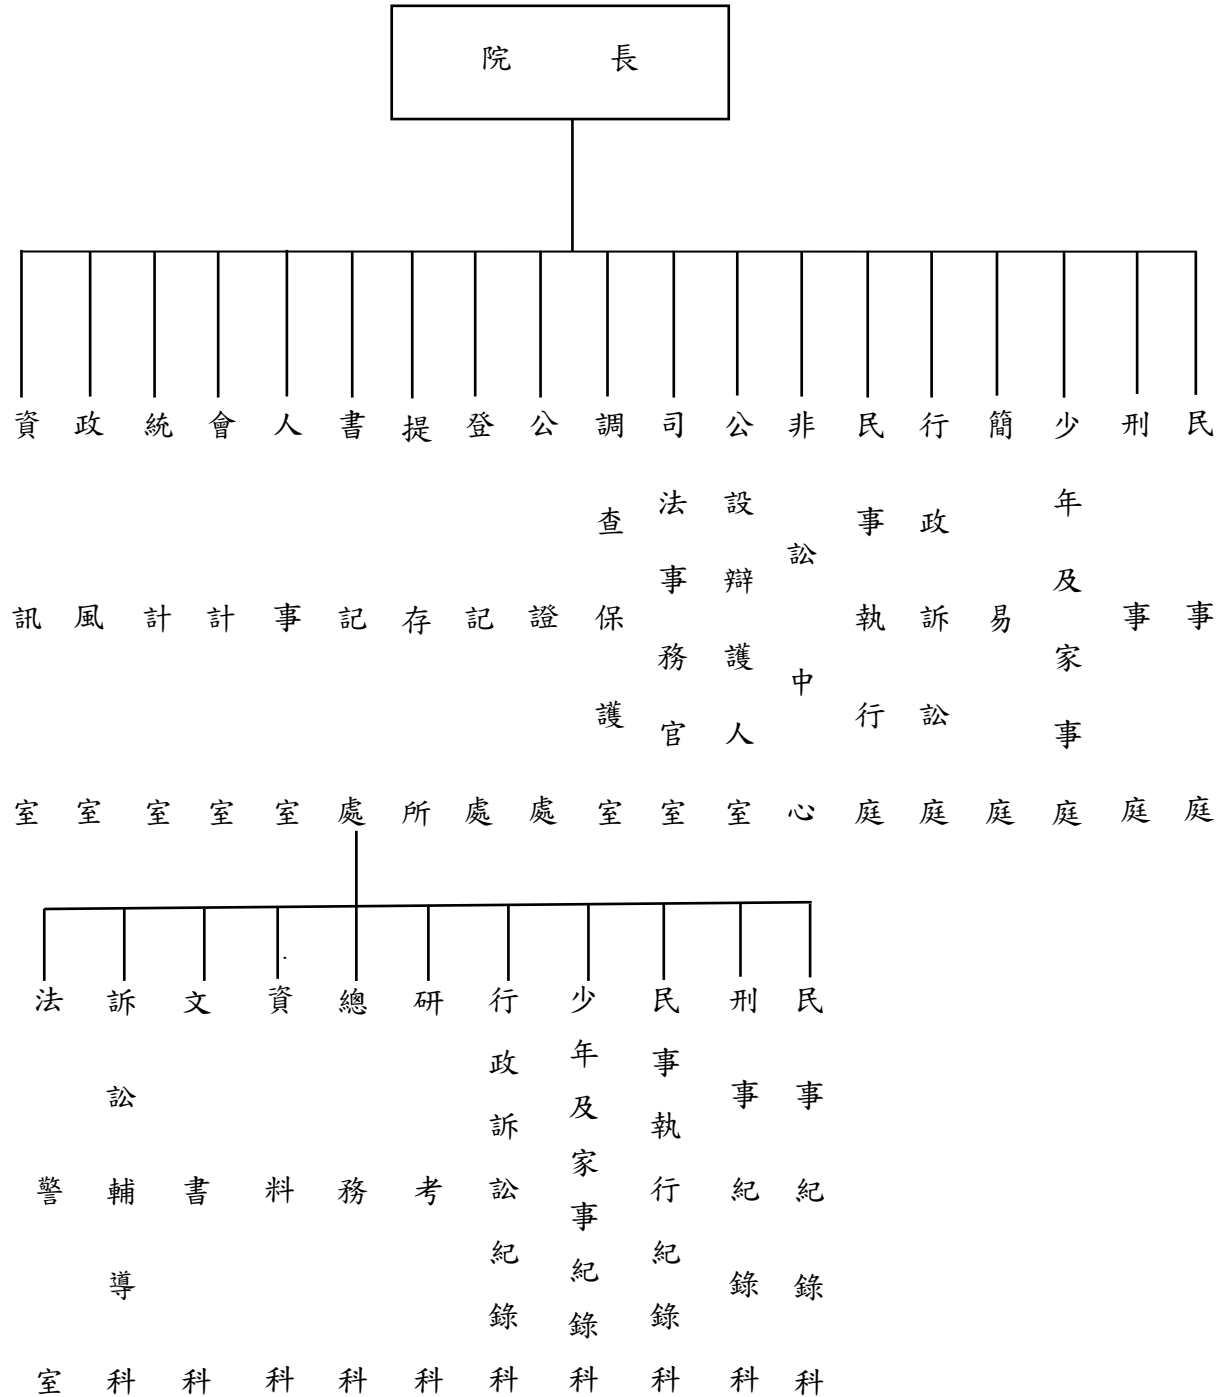 院長
民事庭
刑事庭
少年及家事庭
簡易庭
行政訴訟庭
民事執行庭
非訟中心
公設辯護人室
司法事務官室
調查保護室
公證處
登記處
提存所
書記處
人事室
會計室
統計室
政風室
資訊室
民事紀錄科
刑事紀錄科
民事執行紀錄科
少年及家事紀錄科
行政訴訟紀錄科
研考科
總務科
資料科
文書科
訴訟輔導科
法警室